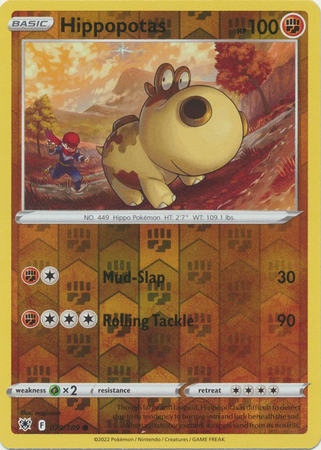 BASIC
Hippopotas
HP 100
NO. 449 Hippo Pokémon HT: 2'7" WT: 109.1 lbs.
Mud-Slap 30
Rolling Tackle 90
weakness ×2 resistance retreat
F /189
©2022 Pokémon / Nintendo / Creatures / GAME FREAK